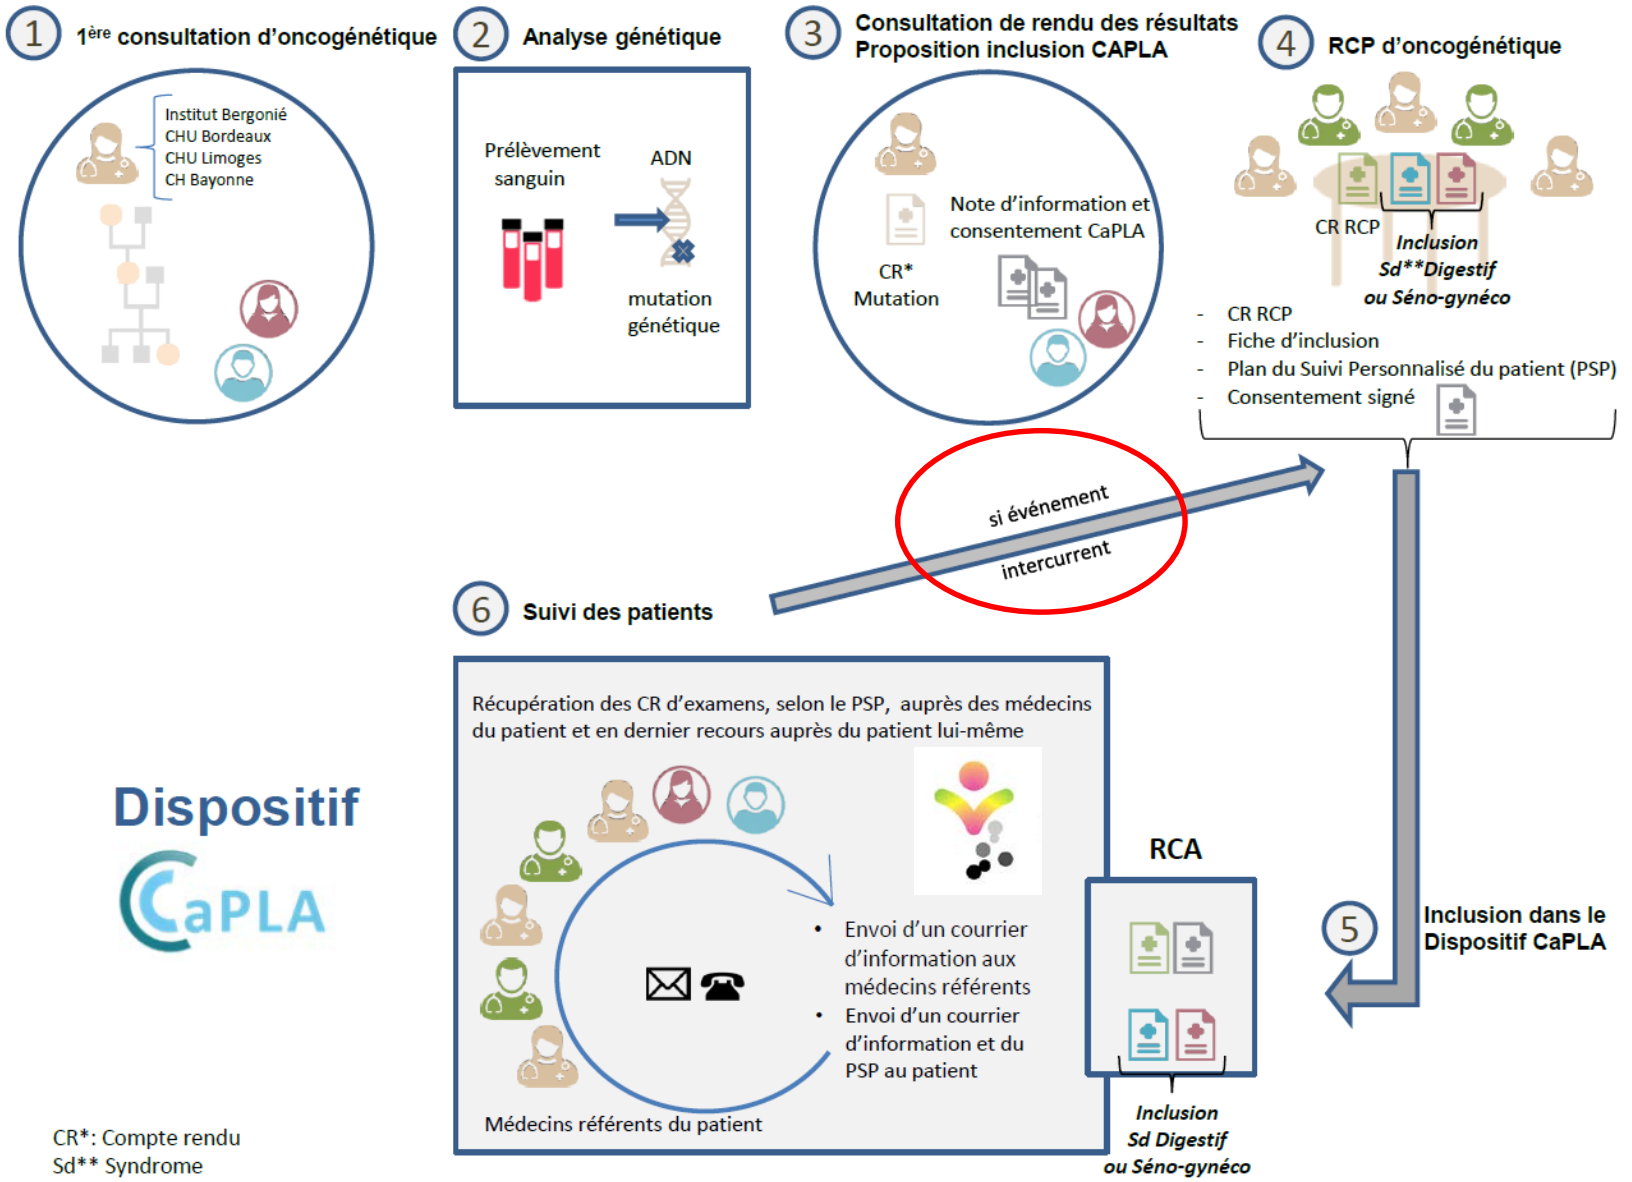 1 1ère consultation d'oncogénétique
Institut Bergonié
CHU Bordeaux
CHU Limoges
CH Bayonne
2 Analyse génétique
Prélèvement
sanguin
ADN
mutation
génétique
3 Consultation de rendu des résultats
Proposition inclusion CAPLA
Note d'information et
consentement CaPLA
CR*
Mutation
4 RCP d'oncogénétique
CR RCP
Inclusion
Sd**Digestif
ou Séno-gynéco
- CR RCP
- Fiche d'inclusion
- Plan du Suivi Personnalisé du patient (PSP)
- Consentement signé
si événement
intercurrent
6 Suivi des patients
Récupération des CR d'examens, selon le PSP, auprès des médecins
du patient et en dernier recours auprès du patient lui-même
• Envoi d'un courrier
d'information aux
médecins référents
• Envoi d'un courrier
d'information et du
PSP au patient
Médecins référents du patient
RCA
Inclusion
Sd Digestif
ou Séno-gynéco
5 Inclusion dans le
Dispositif CaPLA
Dispositif
CaPLA
CR*: Compte rendu
Sd** Syndrome